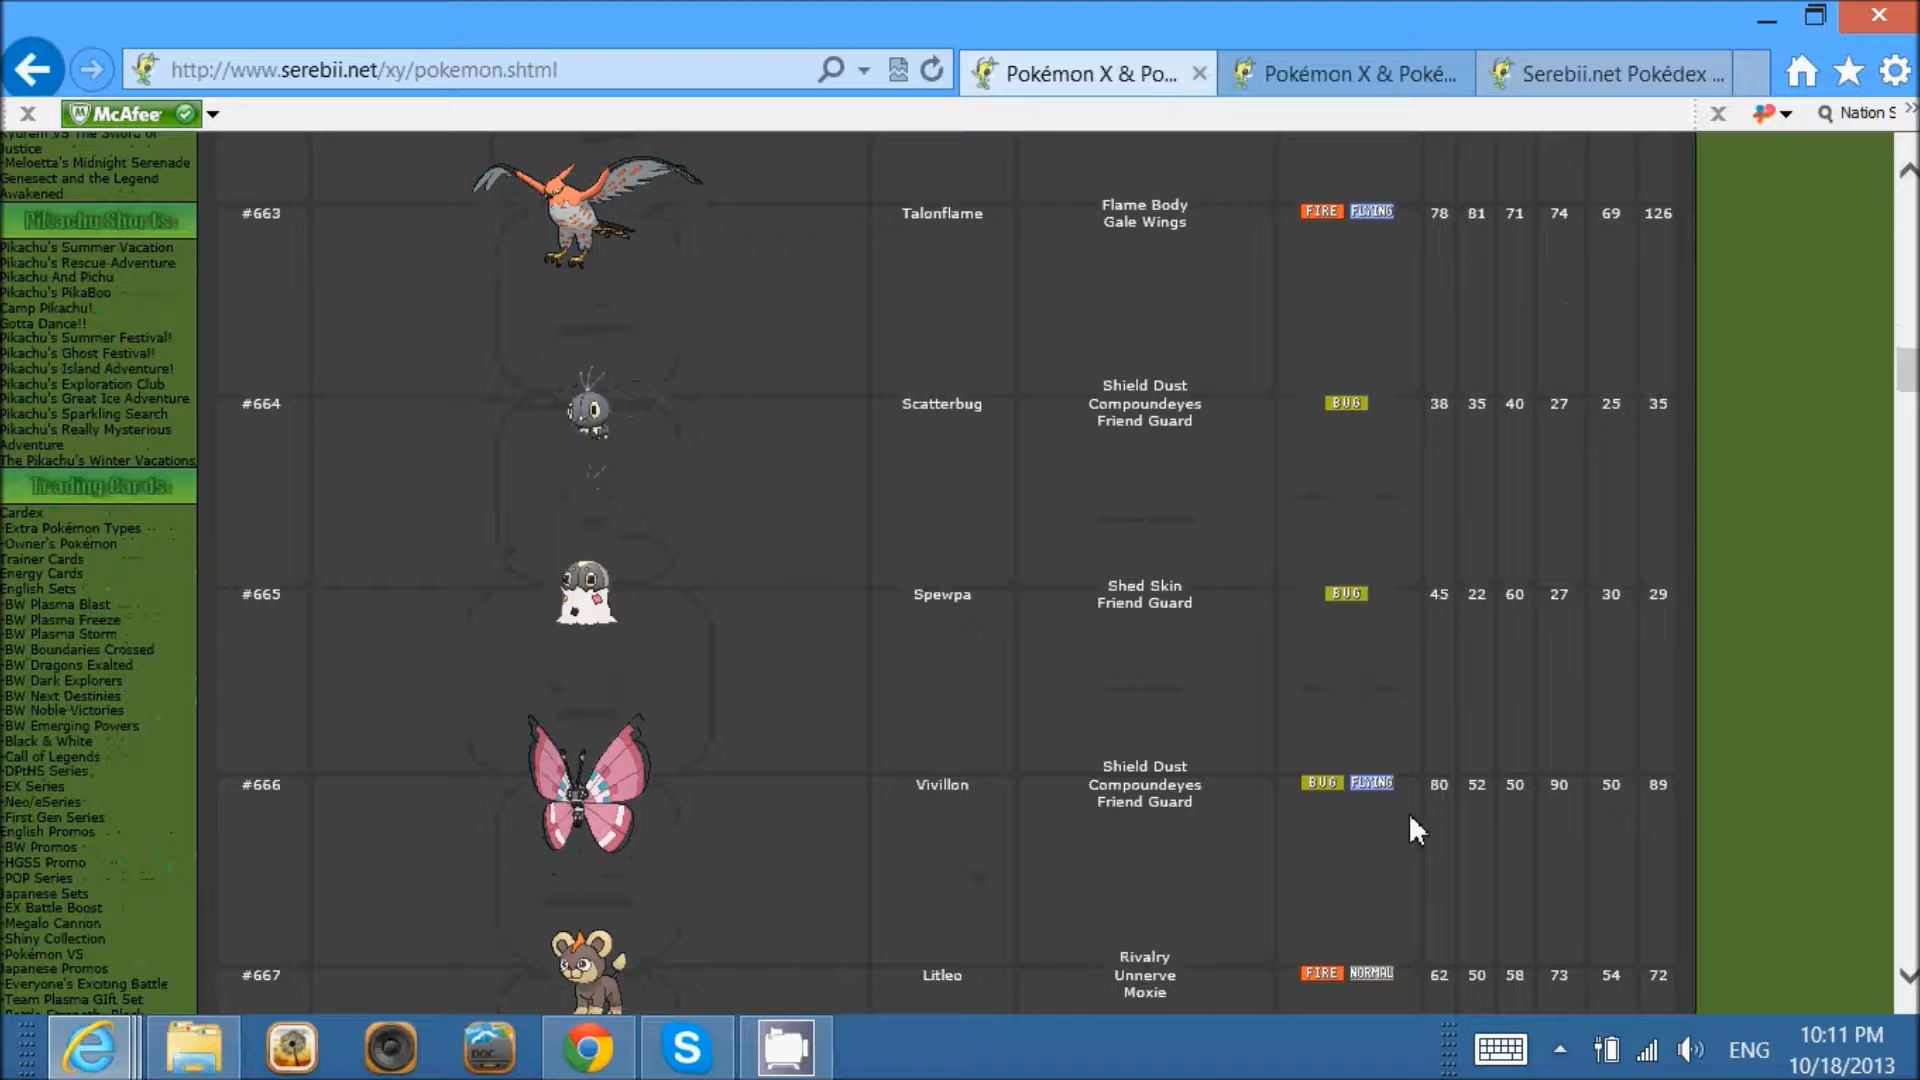 http://www.serebii.net/xy/pokemon.shtml
Pokémon X & Po...
Pokémon X & Poké...
Serebii.net Pokédex ...
McAfee
Nation S
Kyurem VS The Sword of
Justice
-Meloetta's Midnight Serenade
Genesect and the Legend
Awakened
Pikachu Shorts
Pikachu's Summer Vacation
Pikachu's Rescue Adventure
Pikachu And Pichu
Pikachu's PikaBoo
Camp Pikachu!
Gotta Dance!!
Pikachu's Summer Festival!
Pikachu's Ghost Festival!
Pikachu's Island Adventure!
Pikachu's Exploration Club
Pikachu's Great Ice Adventure
Pikachu's Sparkling Search
Pikachu's Really Mysterious
Adventure
The Pikachu's Winter Vacations
Trading Cards
Cardex
-Extra Pokémon Types
-Owner's Pokémon
Trainer Cards
Energy Cards
English Sets
-BW Plasma Blast
-BW Plasma Freeze
-BW Plasma Storm
-BW Boundaries Crossed
-BW Dragons Exalted
-BW Dark Explorers
-BW Next Destinies
-BW Noble Victories
-BW Emerging Powers
-Black & White
-Call of Legends
-DPtHS Series
-EX Series
-Neo/eSeries
-First Gen Series
English Promos
-BW Promos
-HGSS Promo
-POP Series
Japanese Sets
-EX Battle Boost
-Megalo Cannon
-Shiny Collection
-Pokémon VS
Japanese Promos
-Everyone's Exciting Battle
-Team Plasma GIft Set
#663 Talonflame Flame Body FIRE FLYING 78 81 71 74 69 126
Gale Wings
#664 Scatterbug Shield Dust BUG 38 35 40 27 25 35
Compoundeyes
Friend Guard
#665 Spewpa Shed Skin BUG 45 22 60 27 30 29
Friend Guard
#666 Vivillon Shield Dust BUG FLYING 80 52 50 90 50 89
Compoundeyes
Friend Guard
#667 Litleo Rivalry FIRE NORMAL 62 50 58 73 54 72
Unnerve
Moxie
DOC
ENG
10:11 PM
10/18/2013